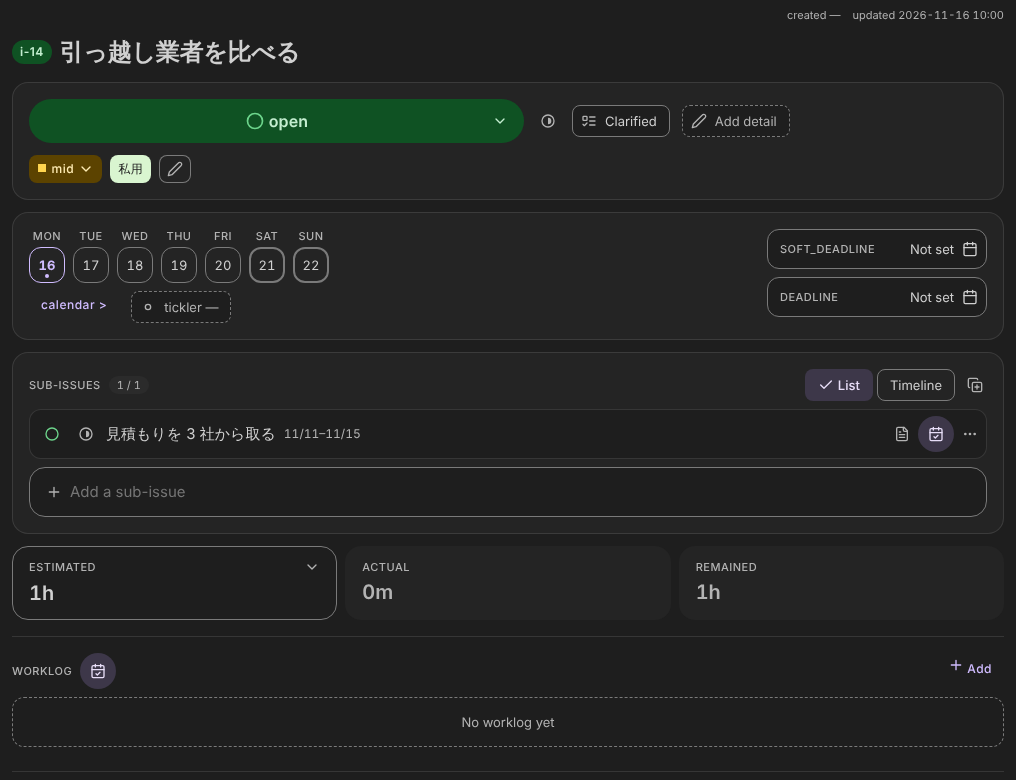 created — updated 2026-11-16 10:00
i-14 引っ越し業者を比べる
open
Clarified
Add detail
mid
私用
MON TUE WED THU FRI SAT SUN
16 17 18 19 20 21 22
calendar >
tickler —
SOFT_DEADLINE Not set
DEADLINE Not set
SUB-ISSUES 1 / 1
List
Timeline
見積もりを 3 社から取る 11/11–11/15
Add a sub-issue
ESTIMATED
1h
ACTUAL
0m
REMAINED
1h
WORKLOG
+ Add
No worklog yet